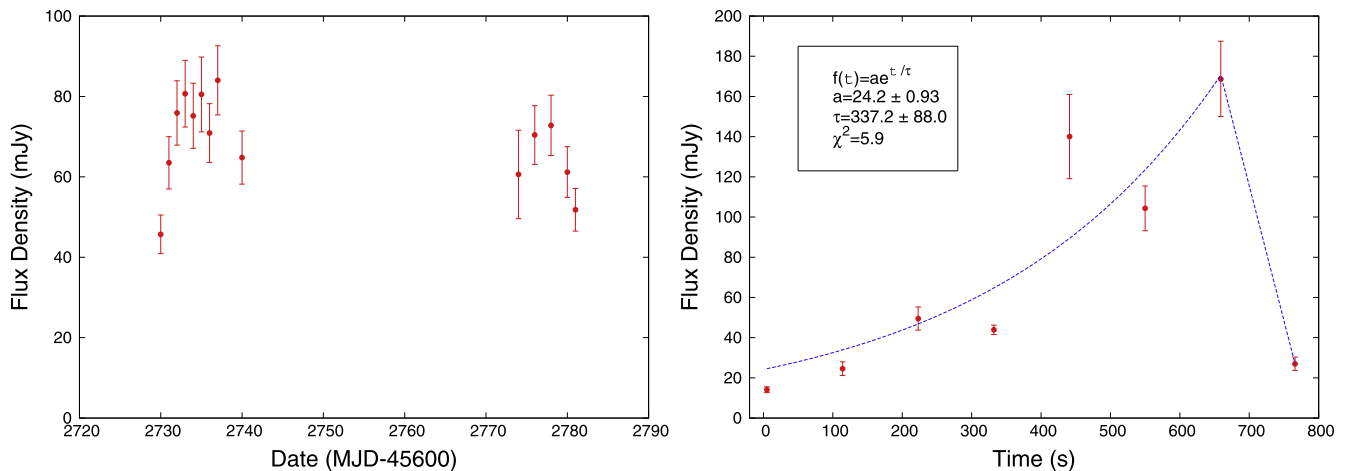 100
80
60
40
20
0
2720 2730 2740 2750 2760 2770 2780 2790
Flux Density (mJy)
Date (MJD-45600)
200
180
160
140
120
100
80
60
40
20
0
0 100 200 300 400 500 600 700 800
Flux Density (mJy)
Time (s)
f(t)=ae^{t/τ}
a=24.2 ± 0.93
τ=337.2 ± 88.0
χ²=5.9